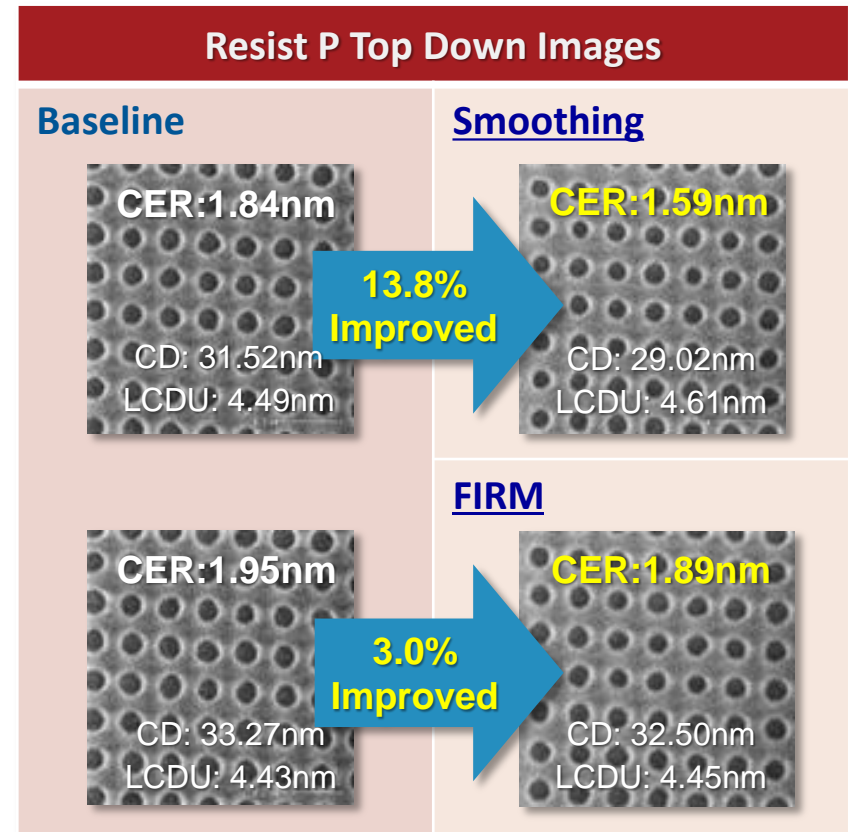 Resist P Top Down Images
Baseline
Smoothing
CER:1.84nm
CD: 31.52nm
LCDU: 4.49nm
13.8%
Improved
CER:1.59nm
CD: 29.02nm
LCDU: 4.61nm
FIRM
CER:1.95nm
CD: 33.27nm
LCDU: 4.43nm
3.0%
Improved
CER:1.89nm
CD: 32.50nm
LCDU: 4.45nm